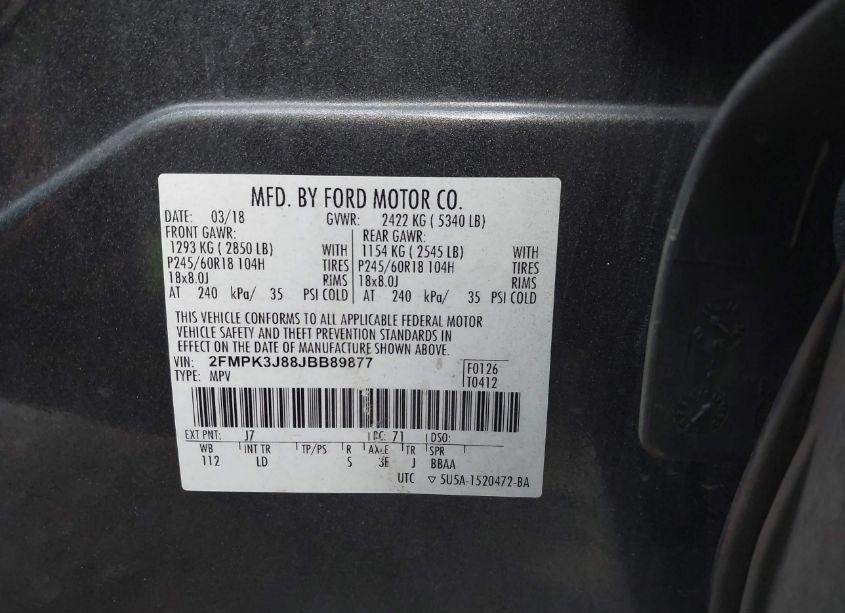 MFD. BY FORD MOTOR CO.
DATE: 03/18 GVWR: 2422 KG ( 5340 LB)
FRONT GAWR: REAR GAWR:
1293 KG ( 2850 LB) WITH 1154 KG ( 2545 LB) WITH
P245/60R18 104H TIRES P245/60R18 104H TIRES
18x8.0J RIMS 18x8.0J RIMS
AT 240 kPa/ 35 PSI COLD AT 240 kPa/ 35 PSI COLD
THIS VEHICLE CONFORMS TO ALL APPLICABLE FEDERAL MOTOR
VEHICLE SAFETY AND THEFT PREVENTION STANDARDS IN
EFFECT ON THE DATE OF MANUFACTURE SHOWN ABOVE.
VIN: 2FMPK3J88JBB89877 F0126
TYPE: MPV T0412
EXT PNT: J7 RC: 71 DSO:
WB INT TR TP/PS R AXLE TR SPR
112 LD S 3E J BBAA
UTC ▽ 5U5A-1520472-BA